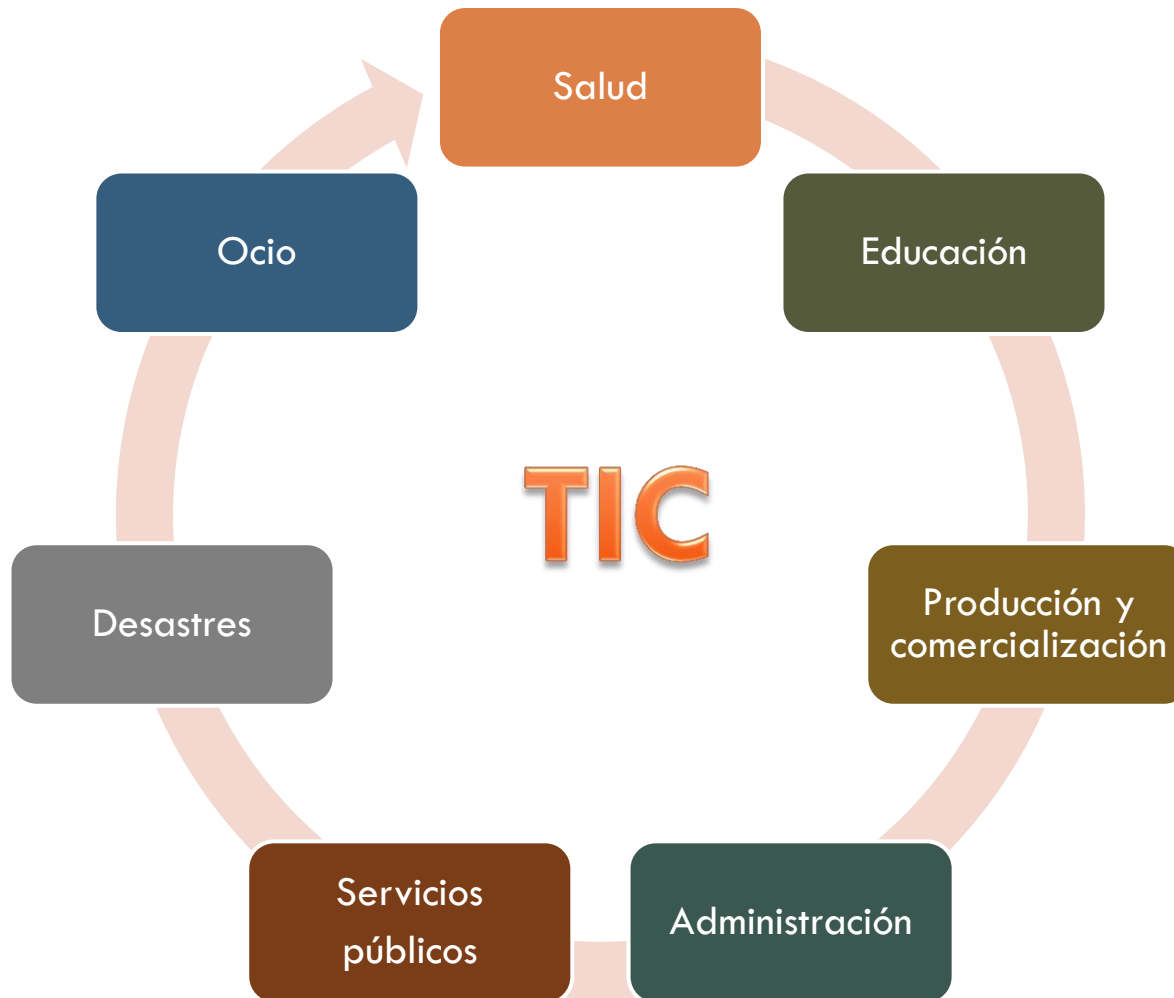 Salud
Educación
Producción y
comercialización
Administración
Servicios
públicos
Desastres
Ocio
TIC